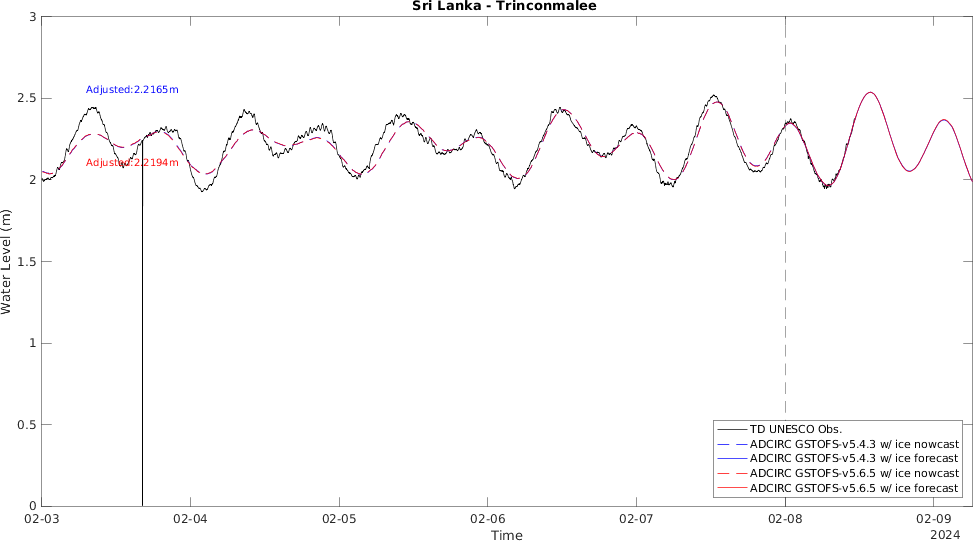 Sri Lanka - Trinconmalee
3
2.5
2
1.5
1
0.5
0
Water Level (m)
Adjusted:2.2165m
Adjusted:2.2194m
TD UNESCO Obs.
ADCIRC GSTOFS-v5.4.3 w/ ice nowcast
ADCIRC GSTOFS-v5.4.3 w/ ice forecast
ADCIRC GSTOFS-v5.6.5 w/ ice nowcast
ADCIRC GSTOFS-v5.6.5 w/ ice forecast
02-03 02-04 02-05 02-06 02-07 02-08 02-09
Time
2024